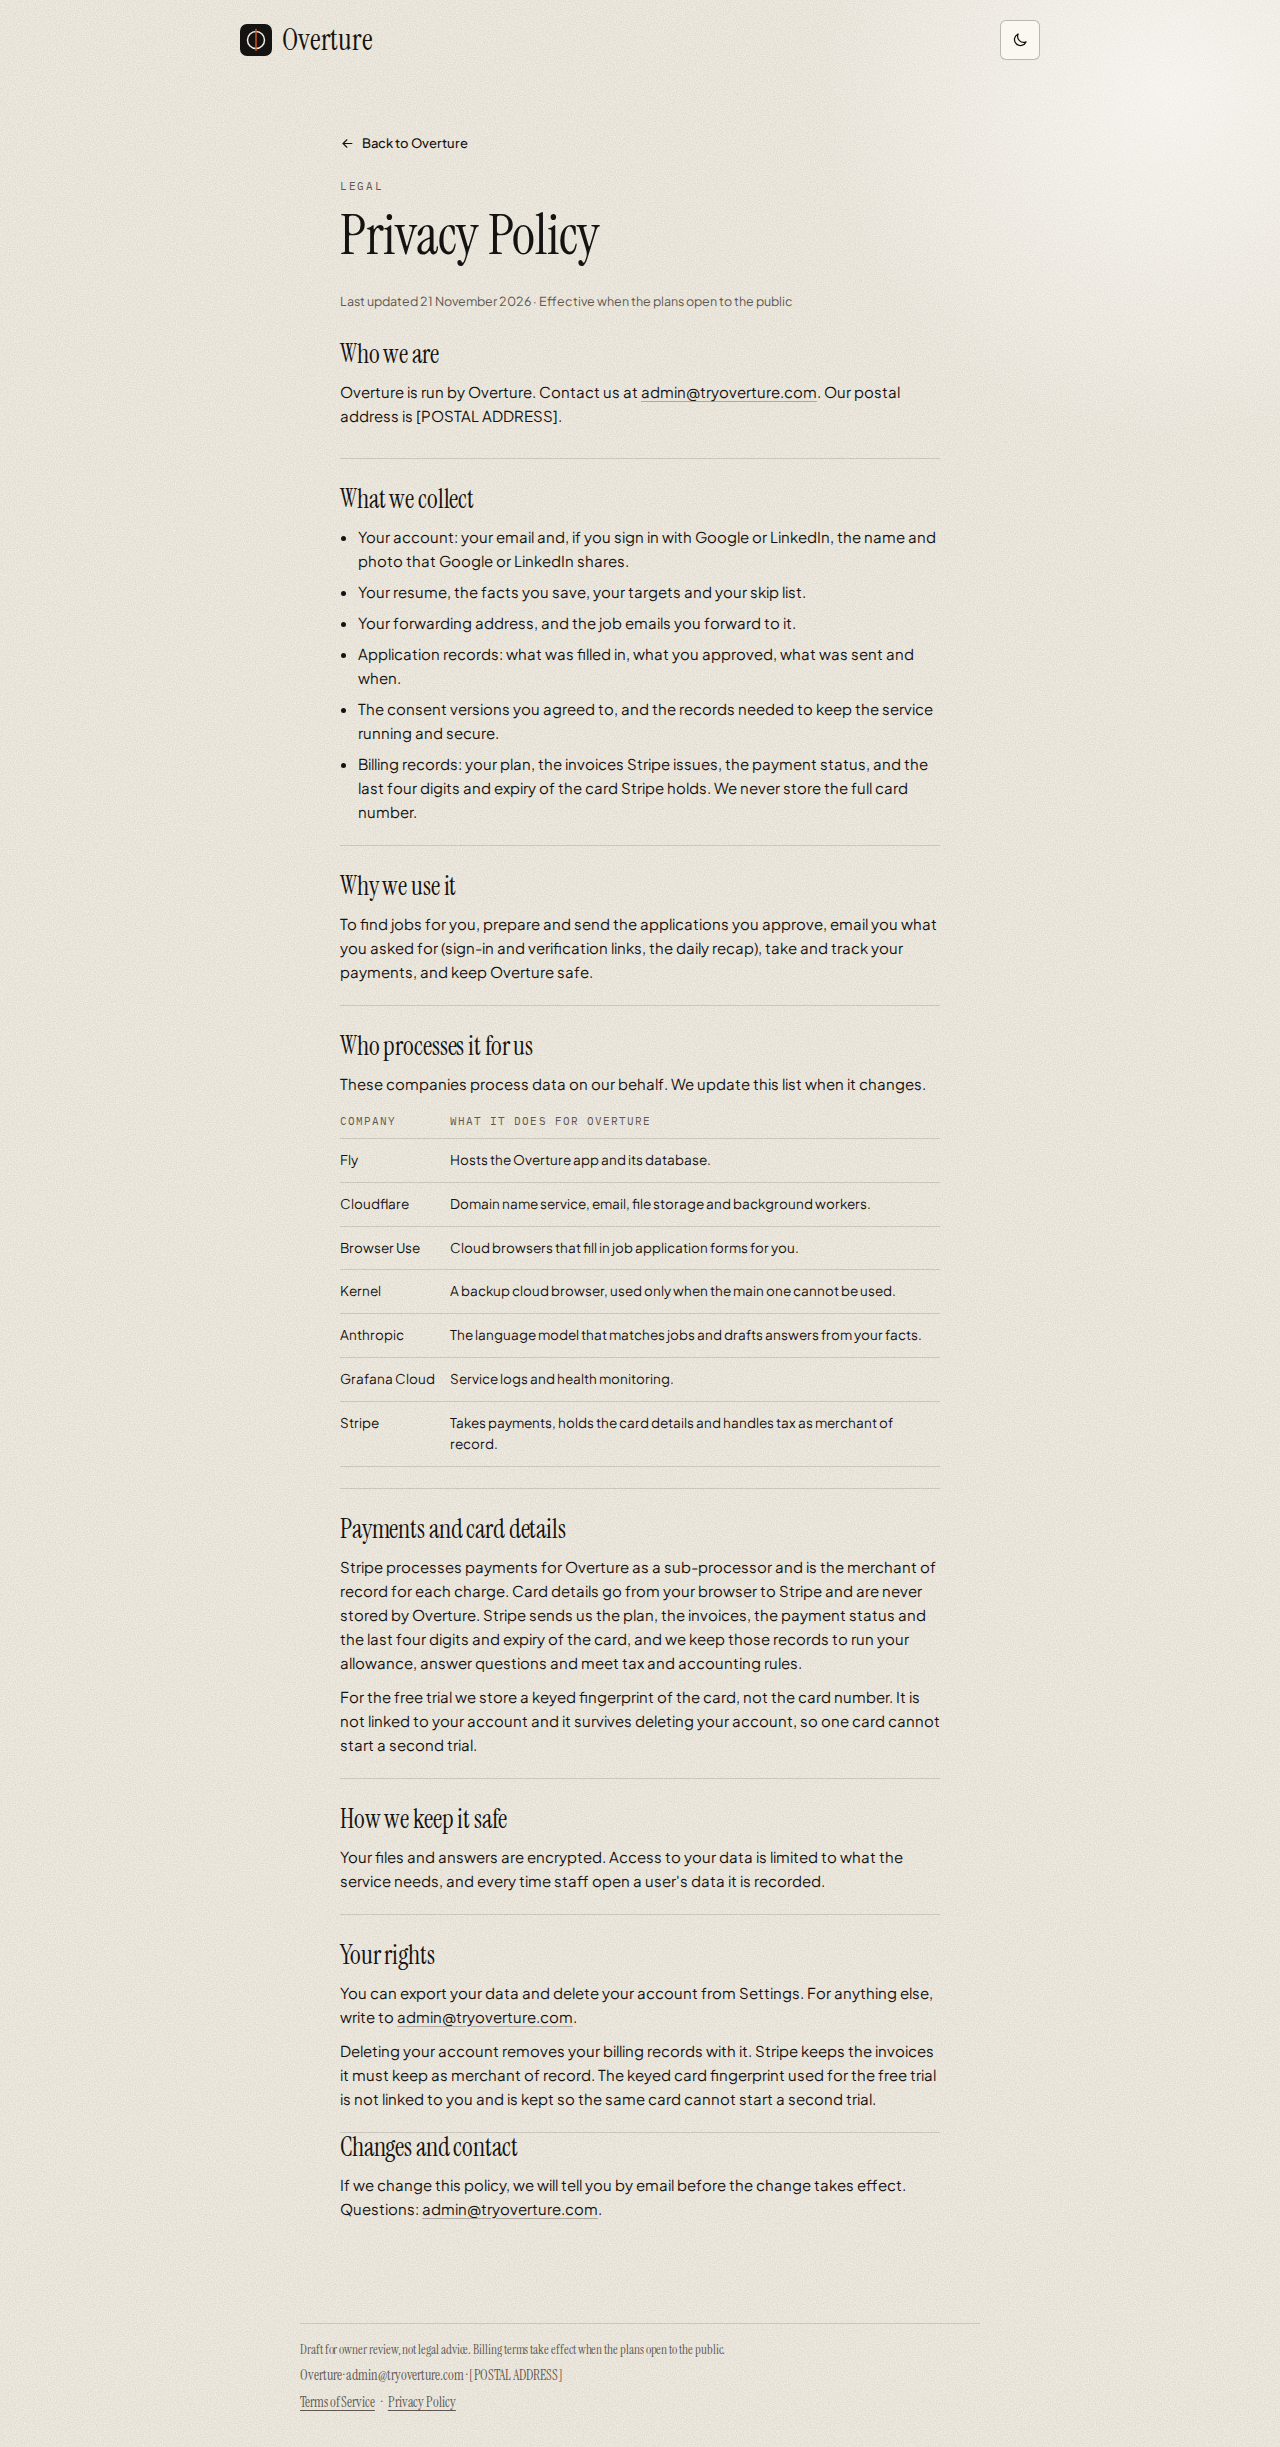 Overture
← Back to Overture
LEGAL
Privacy Policy
Last updated 21 November 2026 · Effective when the plans open to the public
Who we are
Overture is run by Overture. Contact us at admin@tryoverture.com. Our postal
address is [POSTAL ADDRESS].
What we collect
• Your account: your email and, if you sign in with Google or LinkedIn, the name and
photo that Google or LinkedIn shares.
• Your resume, the facts you save, your targets and your skip list.
• Your forwarding address, and the job emails you forward to it.
• Application records: what was filled in, what you approved, what was sent and
when.
• The consent versions you agreed to, and the records needed to keep the service
running and secure.
• Billing records: your plan, the invoices Stripe issues, the payment status, and the
last four digits and expiry of the card Stripe holds. We never store the full card
number.
Why we use it
To find jobs for you, prepare and send the applications you approve, email you what
you asked for (sign-in and verification links, the daily recap), take and track your
payments, and keep Overture safe.
Who processes it for us
These companies process data on our behalf. We update this list when it changes.
COMPANY WHAT IT DOES FOR OVERTURE
Fly Hosts the Overture app and its database.
Cloudflare Domain name service, email, file storage and background workers.
Browser Use Cloud browsers that fill in job application forms for you.
Kernel A backup cloud browser, used only when the main one cannot be used.
Anthropic The language model that matches jobs and drafts answers from your facts.
Grafana Cloud Service logs and health monitoring.
Stripe Takes payments, holds the card details and handles tax as merchant of
record.
Payments and card details
Stripe processes payments for Overture as a sub-processor and is the merchant of
record for each charge. Card details go from your browser to Stripe and are never
stored by Overture. Stripe sends us the plan, the invoices, the payment status and
the last four digits and expiry of the card, and we keep those records to run your
allowance, answer questions and meet tax and accounting rules.
For the free trial we store a keyed fingerprint of the card, not the card number. It is
not linked to your account and it survives deleting your account, so one card cannot
start a second trial.
How we keep it safe
Your files and answers are encrypted. Access to your data is limited to what the
service needs, and every time staff open a user's data it is recorded.
Your rights
You can export your data and delete your account from Settings. For anything else,
write to admin@tryoverture.com.
Deleting your account removes your billing records with it. Stripe keeps the invoices
it must keep as merchant of record. The keyed card fingerprint used for the free trial
is not linked to you and is kept so the same card cannot start a second trial.
Changes and contact
If we change this policy, we will tell you by email before the change takes effect.
Questions: admin@tryoverture.com.
Draft for owner review, not legal advice. Billing terms take effect when the plans open to the public.
Overture · admin@tryoverture.com · [POSTAL ADDRESS]
Terms of Service · Privacy Policy